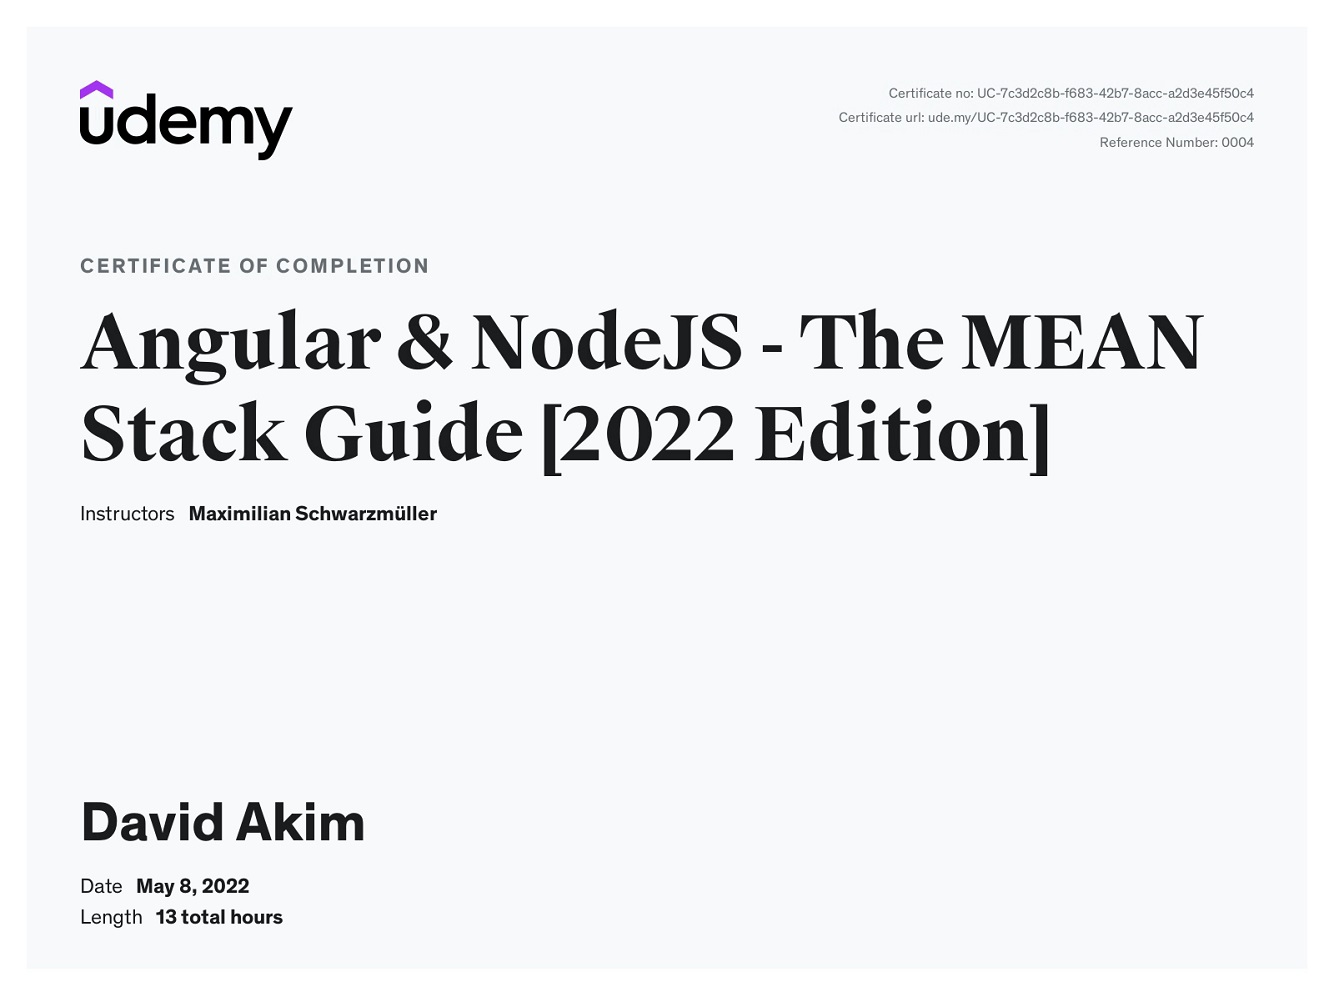 udemy
Certificate no: UC-7c3d2c8b-f683-42b7-8acc-a2d3e45f50c4
Certificate url: ude.my/UC-7c3d2c8b-f683-42b7-8acc-a2d3e45f50c4
Reference Number: 0004
CERTIFICATE OF COMPLETION
Angular & NodeJS - The MEAN
Stack Guide [2022 Edition]
Instructors Maximilian Schwarzmüller
David Akim
Date May 8, 2022
Length 13 total hours